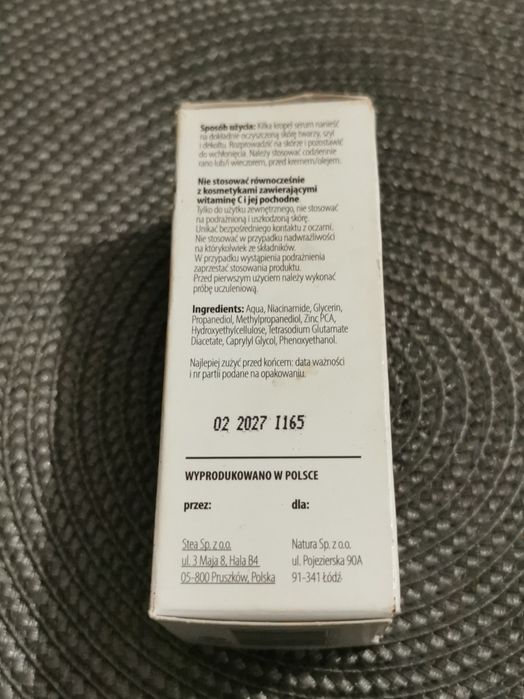 Sposób użycia: Kilka kropel serum nanieść
na dokładnie oczyszczoną skórę twarzy, szyi
i dekoltu. Rozprowadzić na skórze i pozostawić
do wchłonięcia. Należy stosować codziennie
rano lub/i wieczorem, przed kremem/olejem.
Nie stosować równocześnie
z kosmetykami zawierającymi
witaminę C i jej pochodne.
Tylko do użytku zewnętrznego, nie stosować
na podrażnioną i uszkodzoną skórę.
Unikać bezpośredniego kontaktu z oczami.
Nie stosować w przypadku nadwrażliwości
na którykolwiek ze składników.
W przypadku wystąpienia podrażnienia
zaprzestać stosowania produktu.
Przed pierwszym użyciem należy wykonać
próbę uczuleniową.
Ingredients: Aqua, Niacinamide, Glycerin,
Propanediol, Methylpropanediol, Zinc PCA,
Hydroxyethylcellulose, Tetrasodium Glutamate
Diacetate, Caprylyl Glycol, Phenoxyethanol.
Najlepiej zużyć przed końcem: data ważności
i nr partii podane na opakowaniu.
02 2027 I165
WYPRODUKOWANO W POLSCE
przez:
Stea Sp. z o.o.
ul. 3 Maja 8, Hala B4
05-800 Pruszków, Polska
dla:
Natura Sp. z o.o.
ul. Pojezierska 90A
91-341 Łódź